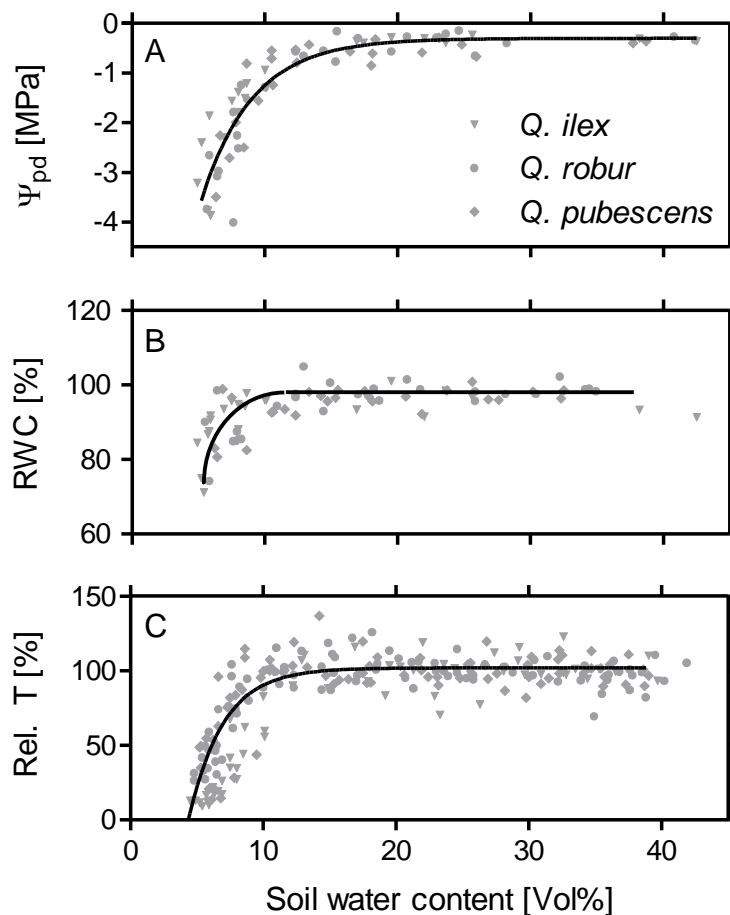 A
0
-1
-2
-3
-4
Ψpd [MPa]
Q. ilex
Q. robur
Q. pubescens
B
120
100
80
60
RWC [%]
C
150
100
50
0
Rel. T [%]
0 10 20 30 40
Soil water content [Vol%]